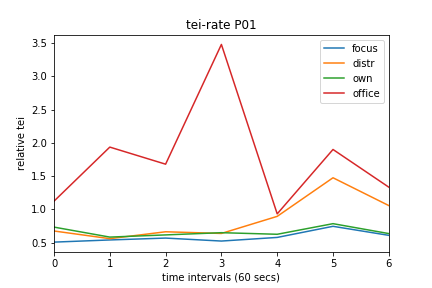 tei-rate P01
3.5
3.0
2.5
2.0
1.5
1.0
0.5
relative tei
focus
distr
own
office
0 1 2 3 4 5 6
time intervals (60 secs)